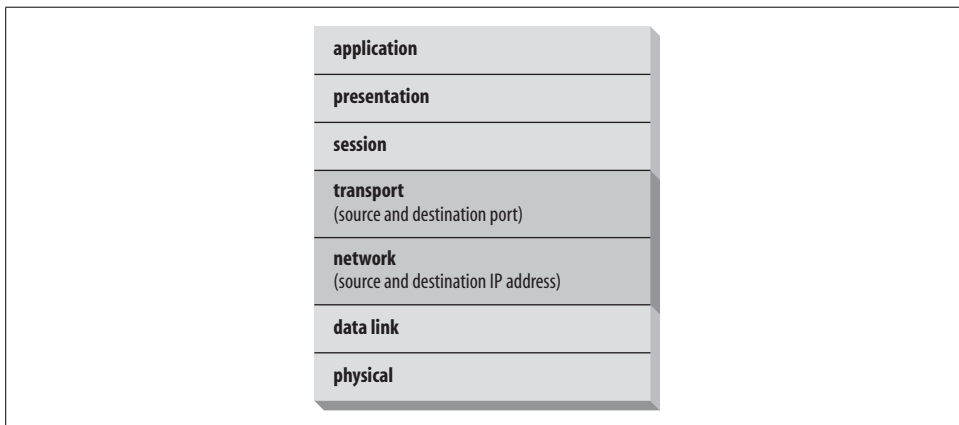 application
presentation
session
transport
(source and destination port)
network
(source and destination IP address)
data link
physical